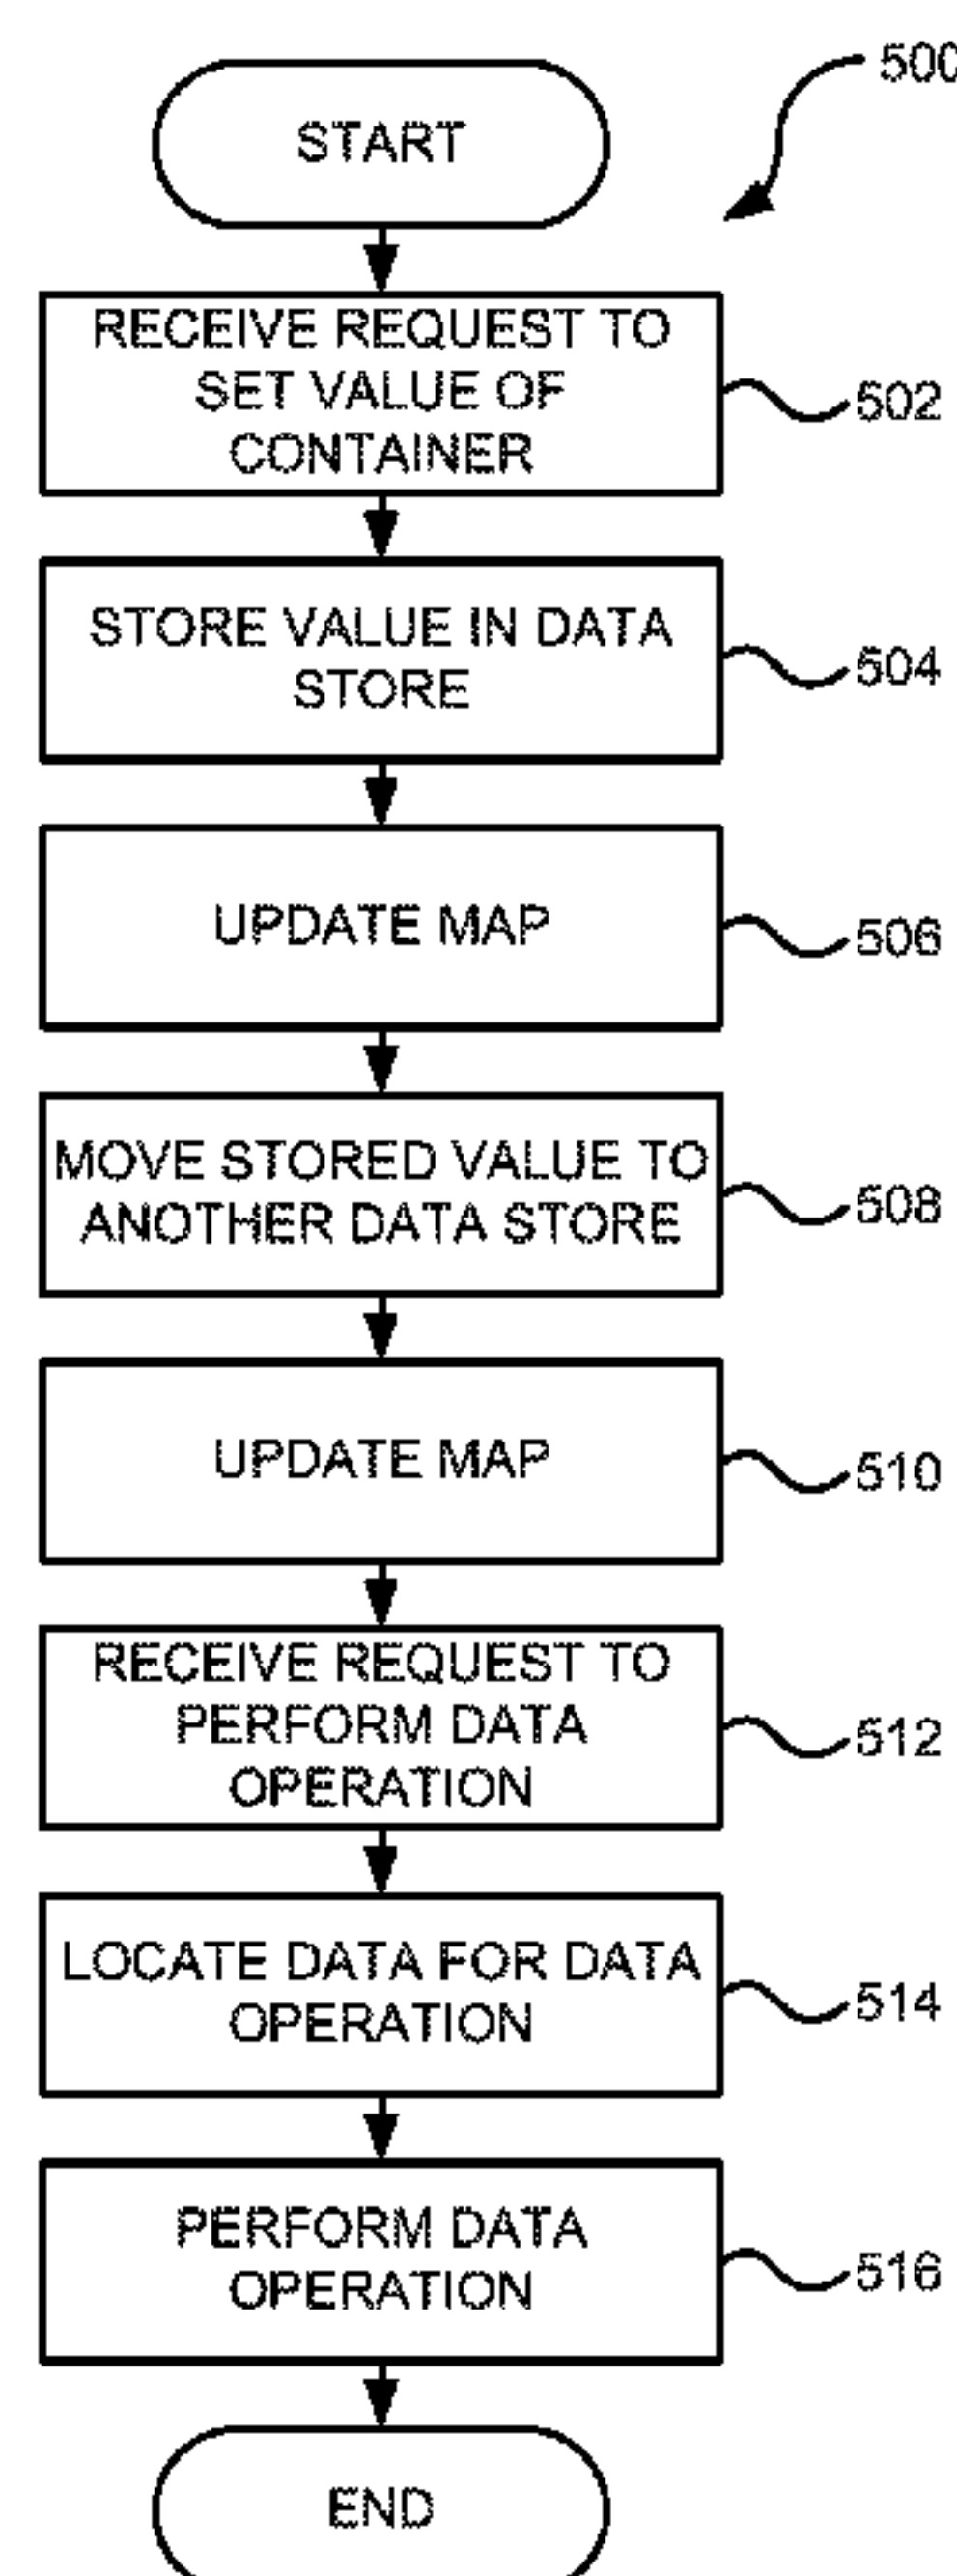 500
START
RECEIVE REQUEST TO
SET VALUE OF
CONTAINER
502
STORE VALUE IN DATA
STORE
504
UPDATE MAP
506
MOVE STORED VALUE TO
ANOTHER DATA STORE
508
UPDATE MAP
510
RECEIVE REQUEST TO
PERFORM DATA
OPERATION
512
LOCATE DATA FOR DATA
OPERATION
514
PERFORM DATA
OPERATION
516
END